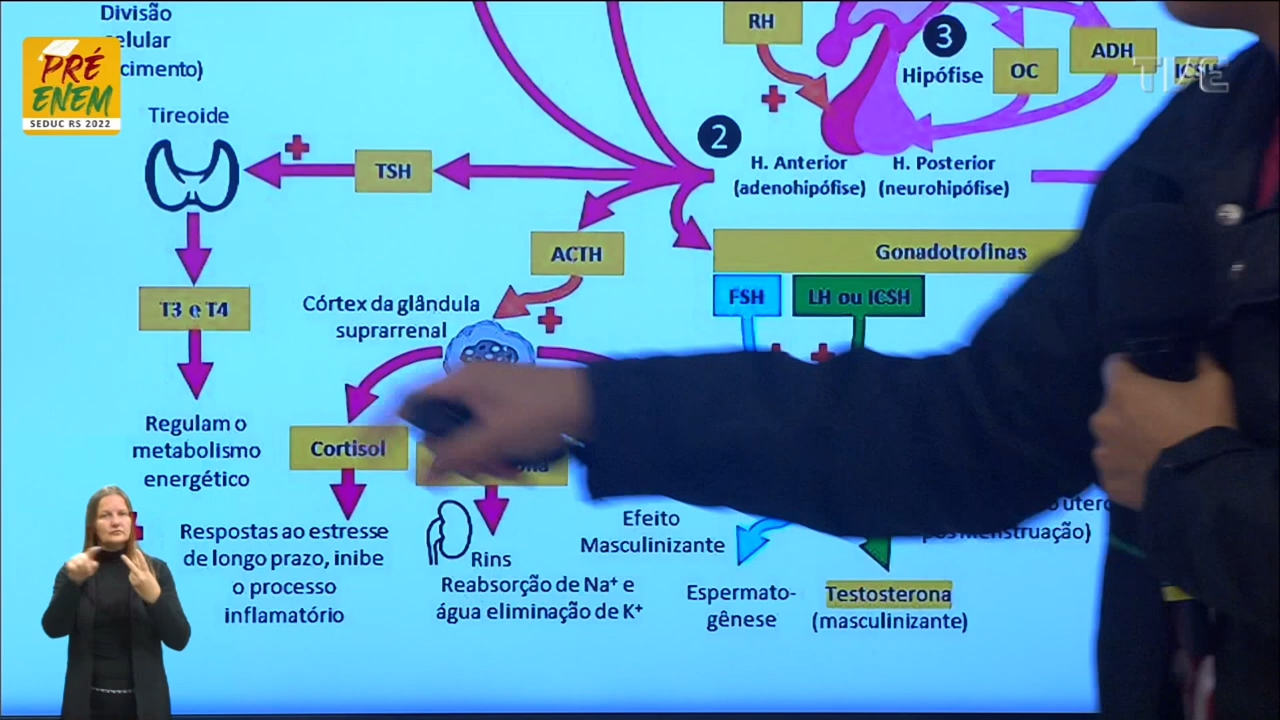 Divisão
celular
PRÉ
ENEM
SEDUC RS 2022
Tireoide
TSH
T3 e T4
Regulam o
metabolismo
energético
RH
3
Hipófise
OC
ADH
2
H. Anterior
(adenohipófise)
H. Posterior
(neurohipófise)
ACTH
Gonadotrofinas
FSH
LH ou ICSH
Córtex da glândula
suprarrenal
Cortisol
Respostas ao estresse
de longo prazo, inibe
o processo
inflamatório
Rins
Reabsorção de Na⁺ e
água eliminação de K⁺
Efeito
Masculinizante
Espermato-
gênese
Testosterona
(masculinizante)
pós menstruação)